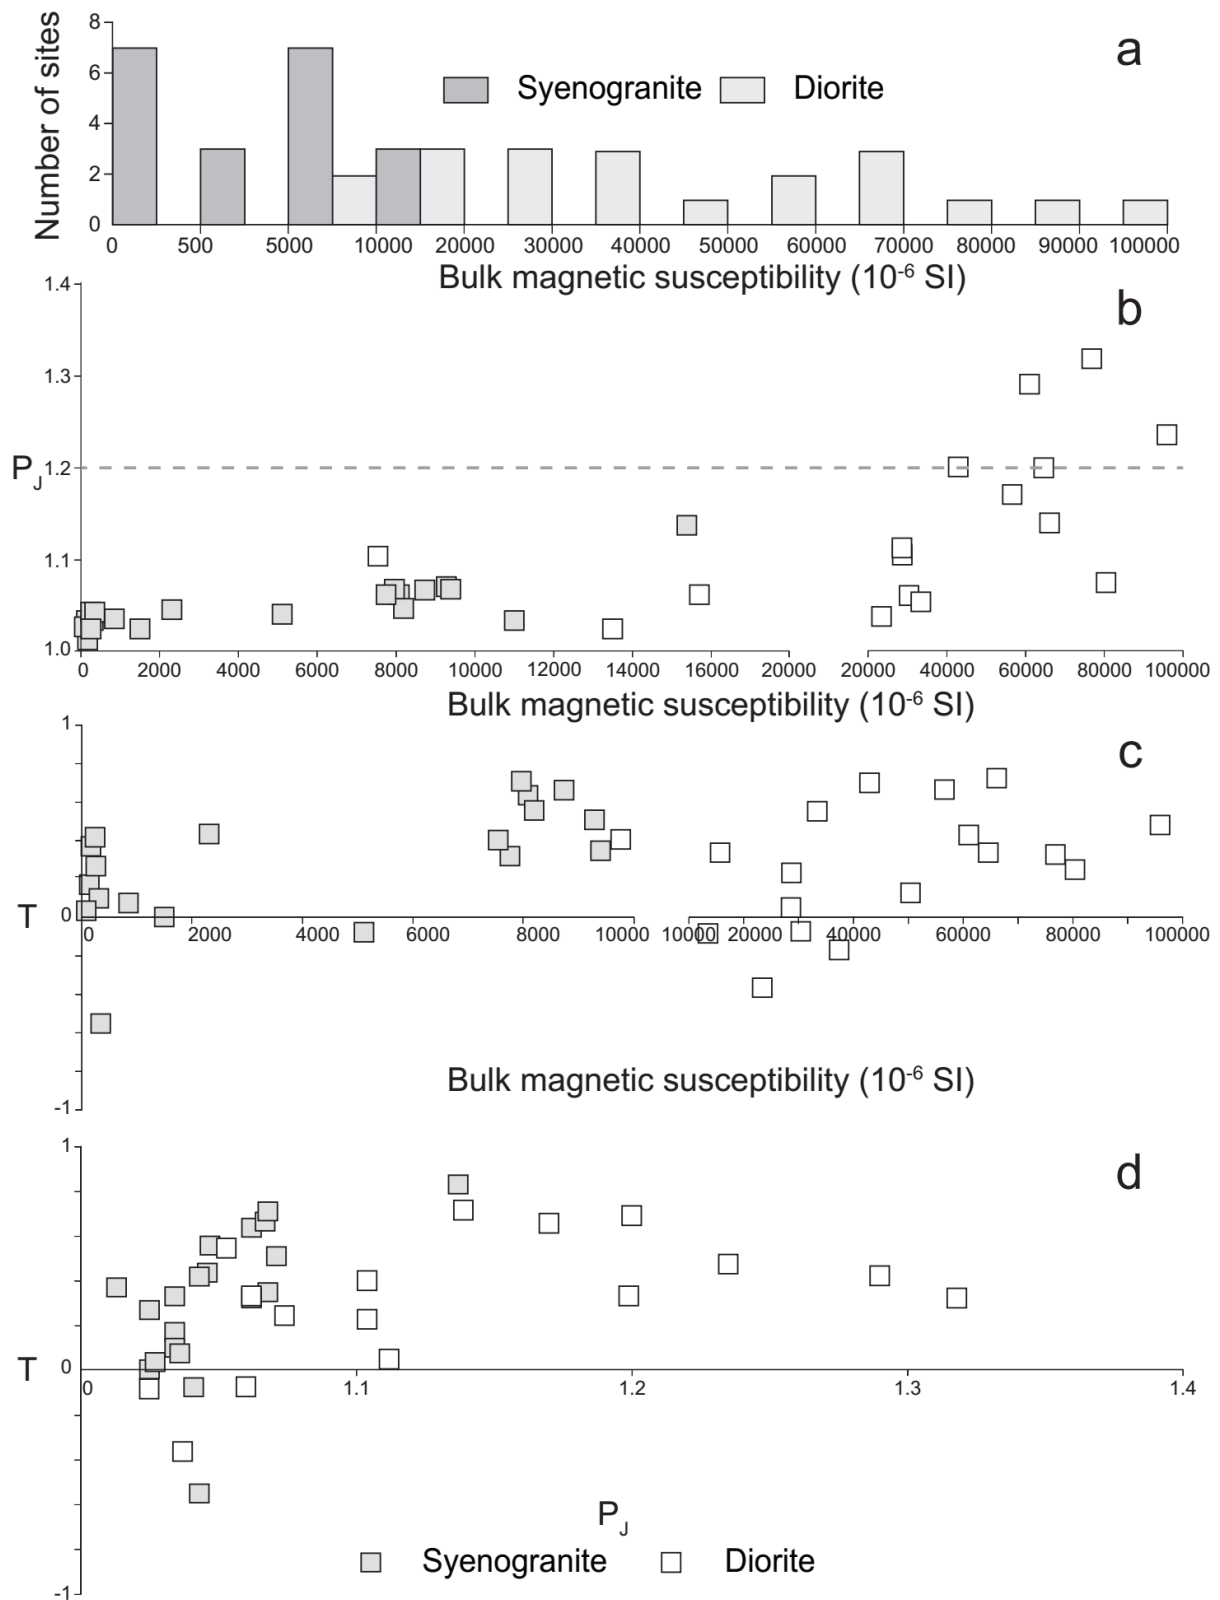 a
Number of sites
8
6
4
2
0
Syenogranite Diorite
0 500 5000 10000 20000 30000 40000 50000 60000 70000 80000 90000 100000
Bulk magnetic susceptibility (10-6 SI)
b
1.4
1.3
PJ 1.2
1.1
1.0
0 2000 4000 6000 8000 10000 12000 14000 16000 18000 20000 20000 40000 60000 80000 100000
Bulk magnetic susceptibility (10-6 SI)
c
1
T 0
0 2000 4000 6000 8000 10000 10000 20000 40000 60000 80000 100000
Bulk magnetic susceptibility (10-6 SI)
-1
d
1
T 0
0 1.1 1.2 1.3 1.4
PJ
Syenogranite Diorite
-1